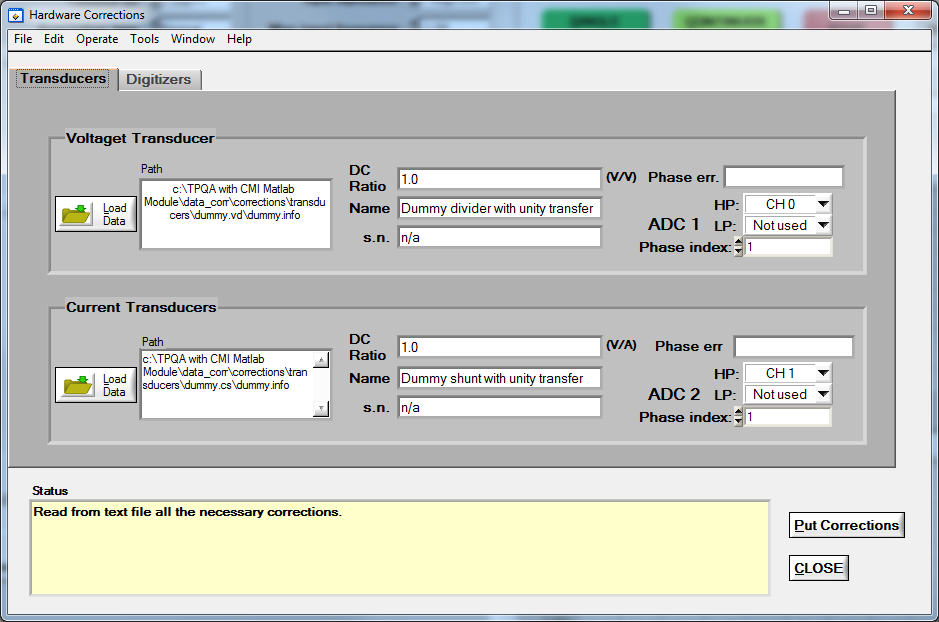 Hardware Corrections
File Edit Operate Tools Window Help
Transducers Digitizers
Voltaget Transducer
Path
c:\TPQA with CMI Matlab
Module\data_corr\corrections\transdu
cers\dummy.vd\dummy.info
Load
Data
DC
Ratio
1.0
(V/V)
Phase err.
Name
Dummy divider with unity transfer
s.n.
n/a
ADC 1
HP: CH 0
LP: Not used
Phase index: 1
Current Transducers
Path
c:\TPQA with CMI Matlab
Module\data_corr\corrections\tran
sducers\dummy.cs\dummy.info
Load
Data
DC
Ratio
1.0
(V/A)
Phase err
Name
Dummy shunt with unity transfer
s.n.
n/a
ADC 2
HP: CH 1
LP: Not used
Phase index: 1
Status
Read from text file all the necessary corrections.
Put Corrections
CLOSE